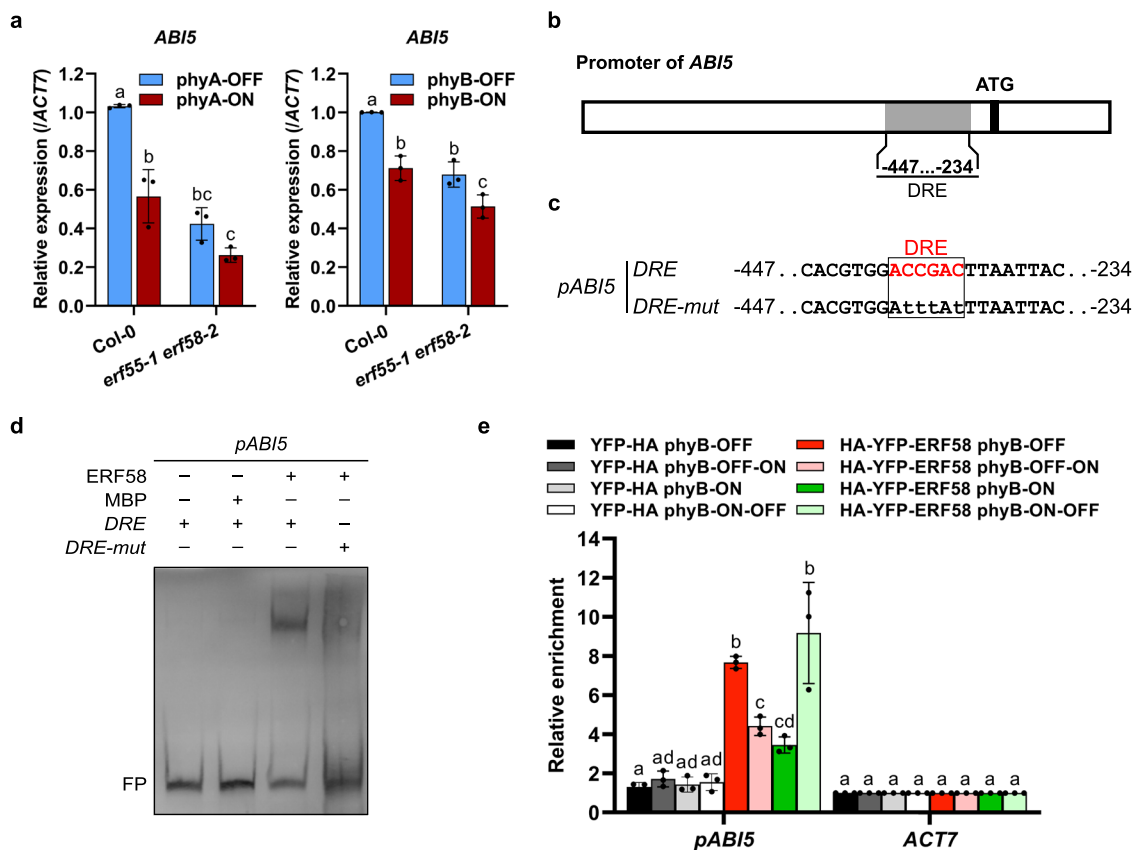 a
ABI5
Relative expression (/ACT7)
1.2
1.0
0.8
0.6
0.4
0.2
0.0
phyA-OFF
phyA-ON
a
b
bc
c
Col-0
erf55-1 erf58-2
ABI5
Relative expression (/ACT7)
1.2
1.0
0.8
0.6
0.4
0.2
0.0
phyB-OFF
phyB-ON
a
b
b
c
Col-0
erf55-1 erf58-2
b
Promoter of ABI5
ATG
-447...-234
DRE
c
DRE
pABI5
DRE -447 . . CACGTGGACCGACTTAATTAC. . -234
DRE-mut -447 . . CACGTGGAtttAtTTAATTAC. . -234
d
pABI5
ERF58 – – + +
MBP – + – –
DRE + + + –
DRE-mut – – – +
FP
e
YFP-HA phyB-OFF
YFP-HA phyB-OFF-ON
YFP-HA phyB-ON
YFP-HA phyB-ON-OFF
HA-YFP-ERF58 phyB-OFF
HA-YFP-ERF58 phyB-OFF-ON
HA-YFP-ERF58 phyB-ON
HA-YFP-ERF58 phyB-ON-OFF
Relative enrichment
14
12
10
8
6
4
2
0
a ad ad ad b c cd b
a a a a a a a a
pABI5
ACT7